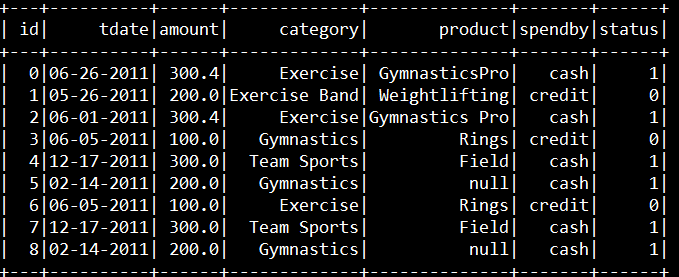 +---+----------+------+-------------+--------------+-------+------+
| id|     tdate|amount|     category|       product|spendby|status|
+---+----------+------+-------------+--------------+-------+------+
|  0|06-26-2011| 300.4|     Exercise| GymnasticsPro|   cash|     1|
|  1|05-26-2011| 200.0|Exercise Band| Weightlifting| credit|     0|
|  2|06-01-2011| 300.4|     Exercise|Gymnastics Pro|   cash|     1|
|  3|06-05-2011| 100.0|   Gymnastics|         Rings| credit|     0|
|  4|12-17-2011| 300.0|  Team Sports|         Field|   cash|     1|
|  5|02-14-2011| 200.0|   Gymnastics|          null|   cash|     1|
|  6|06-05-2011| 100.0|     Exercise|         Rings| credit|     0|
|  7|12-17-2011| 300.0|  Team Sports|         Field|   cash|     1|
|  8|02-14-2011| 200.0|   Gymnastics|          null|   cash|     1|
+---+----------+------+-------------+--------------+-------+------+